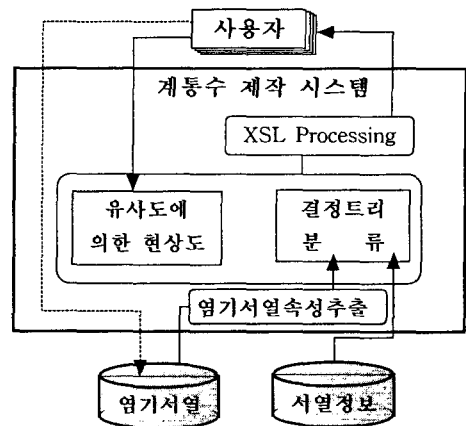 사용자
계통수 제작 시스템
XSL Processing
유사도에
의한 현상도
결정트리
분 류
염기서열속성추출
염기서열
서열정보